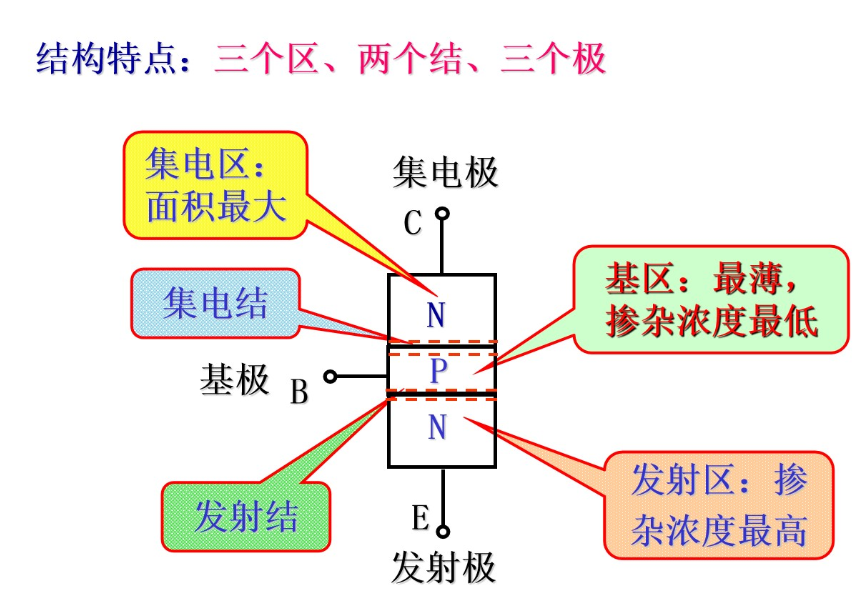 结构特点：三个区、两个结、三个极
集电区：
面积最大
集电极
C
集电结
N
基区：最薄，
掺杂浓度最低
基极 B
P
N
发射结
E
发射区：掺
杂浓度最高
发射极